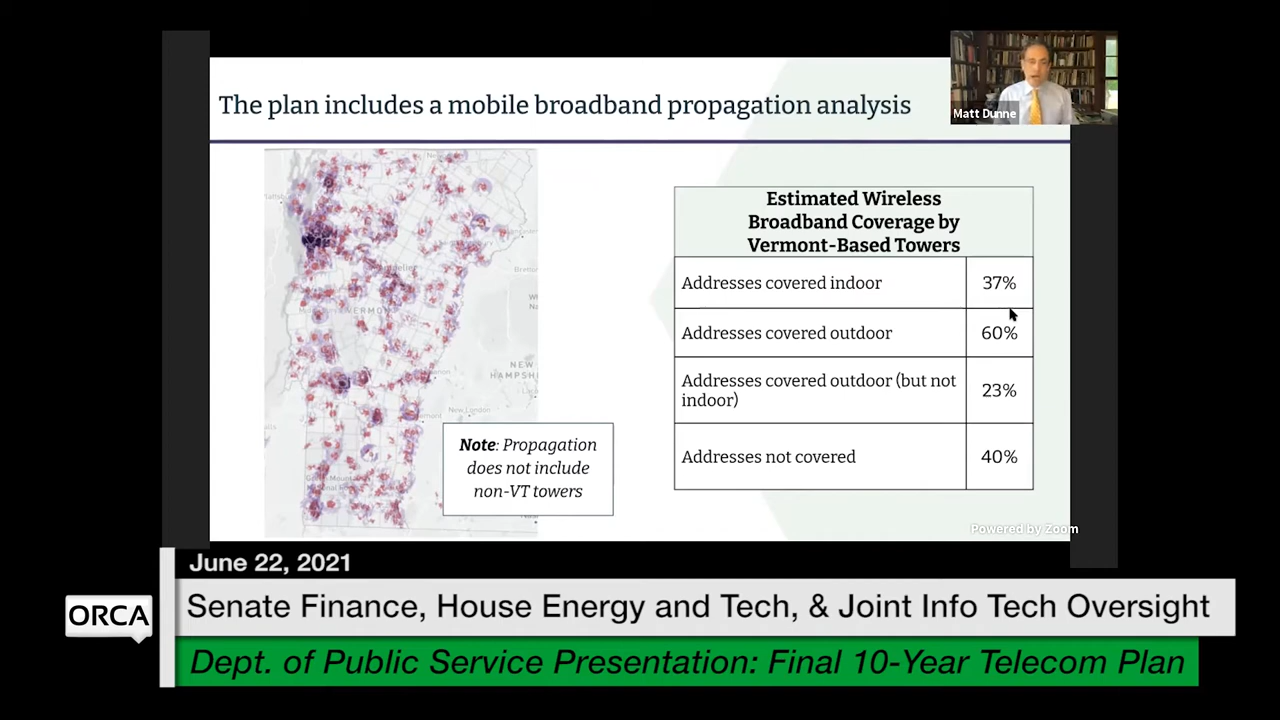 The plan includes a mobile broadband propagation analysis
Matt Dunne
Estimated Wireless
Broadband Coverage by
Vermont-Based Towers
Addresses covered indoor 37%
Addresses covered outdoor 60%
Addresses covered outdoor (but not
indoor) 23%
Addresses not covered 40%
VERMONT
NEW
HAMPSHIRE
New London
Note: Propagation
does not include
non-VT towers
Powered by Zoom
June 22, 2021
ORCA
Senate Finance, House Energy and Tech, & Joint Info Tech Oversight
Dept. of Public Service Presentation: Final 10-Year Telecom Plan